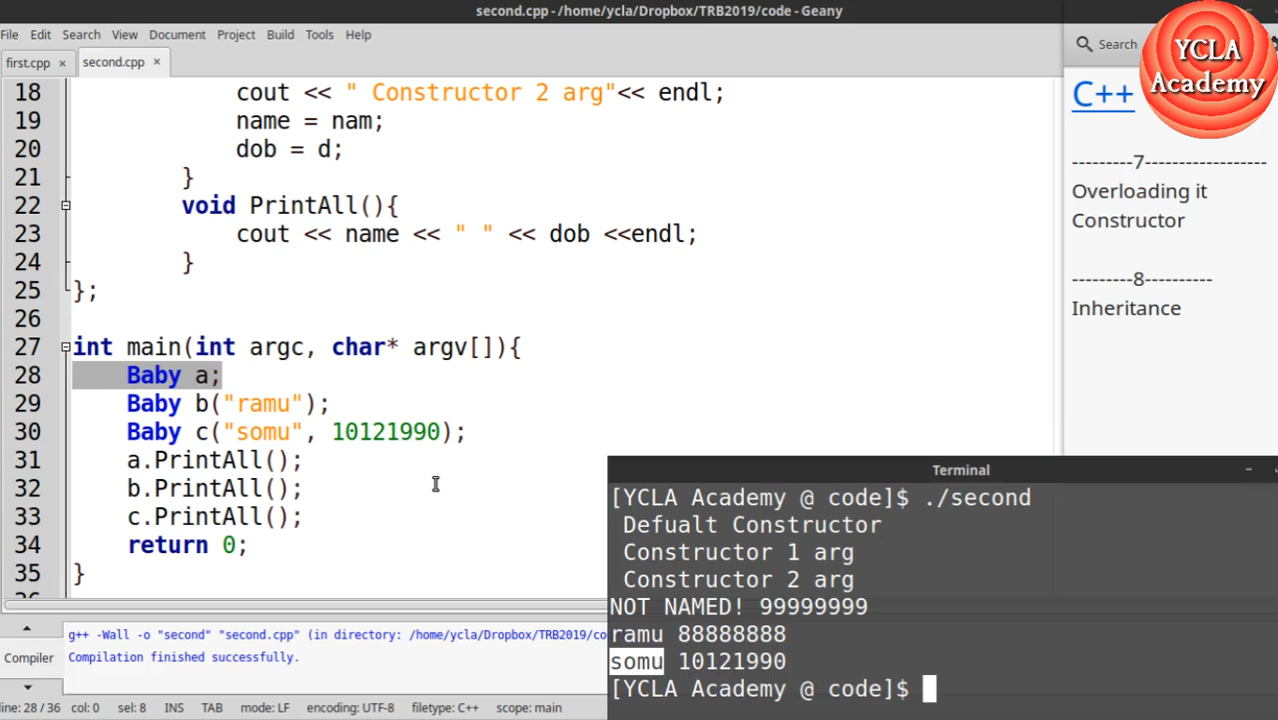 second.cpp - /home/ycla/Dropbox/TRB2019/code - Geany
File Edit Search View Document Project Build Tools Help
first.cpp × second.cpp ×
18 cout << " Constructor 2 arg"<< endl;
19 name = nam;
20 dob = d;
21 }
22 void PrintAll(){
23 cout << name << " " << dob <<endl;
24 }
25 };
26
27 int main(int argc, char* argv[]){
28 Baby a;
29 Baby b("ramu");
30 Baby c("somu", 10121990);
31 a.PrintAll();
32 b.PrintAll();
33 c.PrintAll();
34 return 0;
35 }
g++ -Wall -o "second" "second.cpp" (in directory: /home/ycla/Dropbox/TRB2019/co
Compiler
Compilation finished successfully.
line: 28 / 36 col: 0 sel: 8 INS TAB mode: LF encoding: UTF-8 filetype: C++ scope: main
Search
YCLA
Academy
C++
---------7-----------------
Overloading it
Constructor
---------8----------
Inheritance
Terminal
[YCLA Academy @ code]$ ./second
Defualt Constructor
Constructor 1 arg
Constructor 2 arg
NOT NAMED! 99999999
ramu 88888888
somu 10121990
[YCLA Academy @ code]$